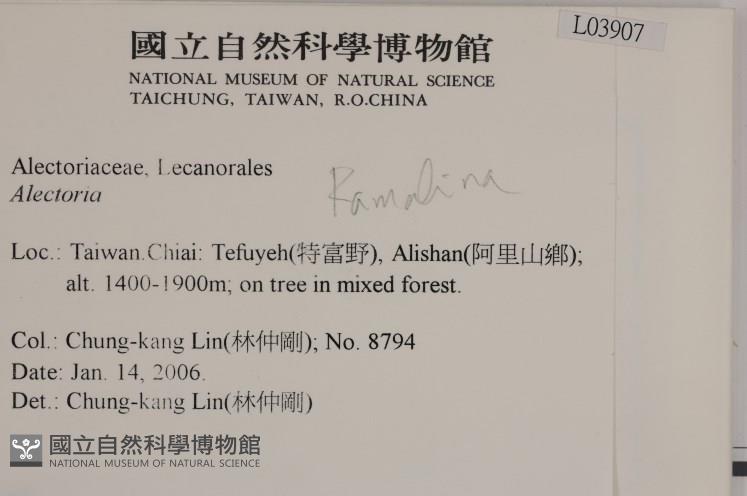 L03907
國立自然科學博物館
NATIONAL MUSEUM OF NATURAL SCIENCE
TAICHUNG, TAIWAN, R.O.CHINA
Alectoriaceae, Lecanorales
Alectoria
Ramalina
Loc.: Taiwan.Chiai: Tefuyeh(特富野), Alishan(阿里山鄉);
alt. 1400-1900m; on tree in mixed forest.
Col.: Chung-kang Lin(林仲剛); No. 8794
Date: Jan. 14, 2006.
Det.: Chung-kang Lin(林仲剛)
國立自然科學博物館
NATIONAL MUSEUM OF NATURAL SCIENCE